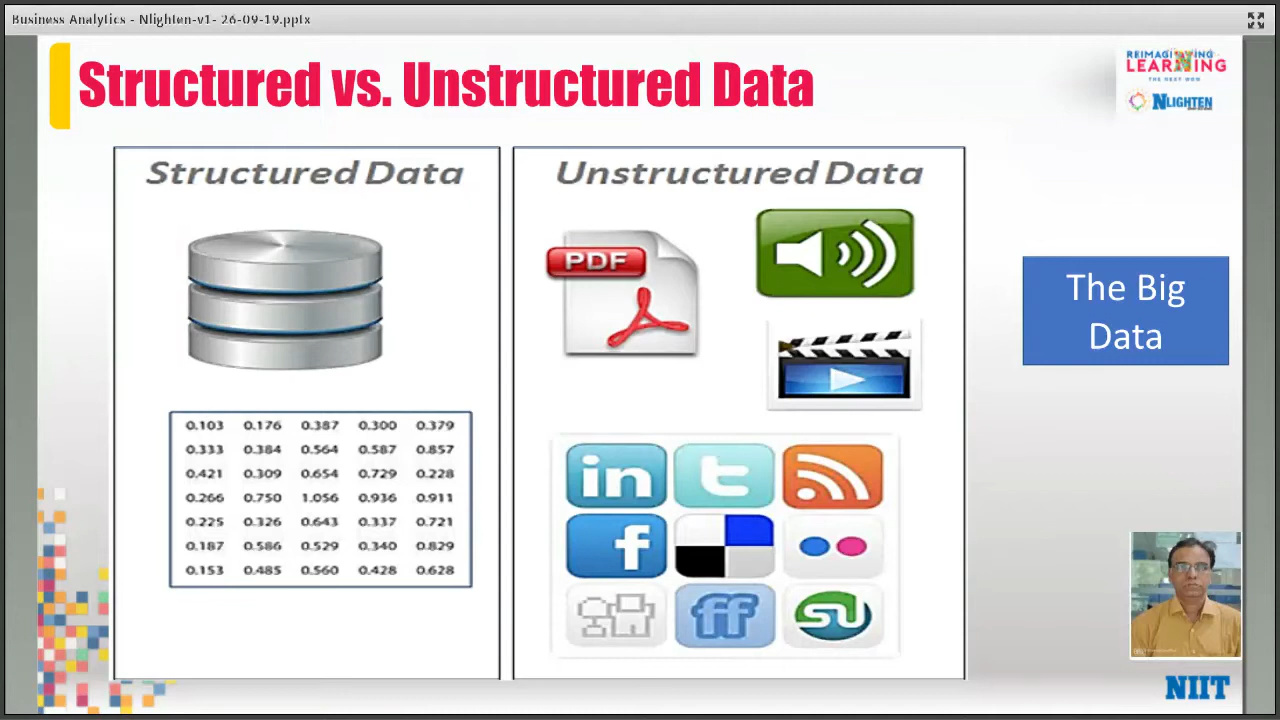 Business Analytics - Nlighten-v1- 26-09-19.pptx
Structured vs. Unstructured Data
REIMAGINING
LEARNING
THE NEXT NOW
NLIGHTEN
Structured Data
Unstructured Data
PDF
The Big
Data
in
t
f
ff
0.103 0.176 0.387 0.300 0.379
0.333 0.384 0.564 0.587 0.857
0.421 0.309 0.654 0.729 0.228
0.266 0.750 1.056 0.936 0.911
0.225 0.326 0.643 0.337 0.721
0.187 0.586 0.529 0.340 0.829
0.153 0.485 0.560 0.428 0.628
NIIT